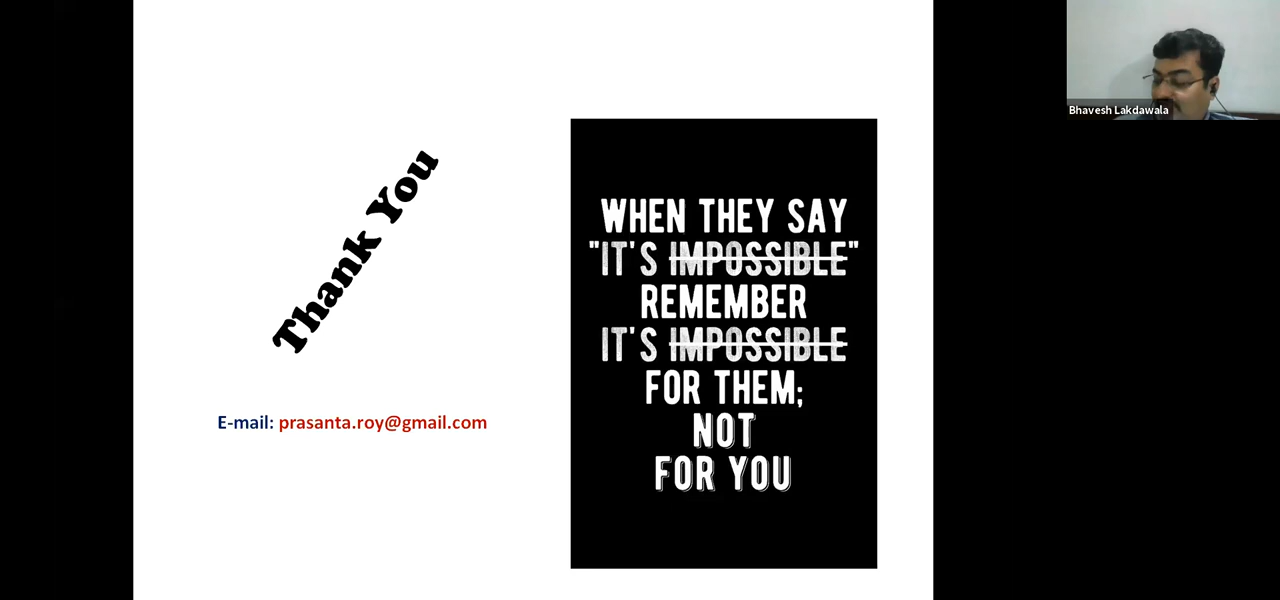 Thank You
E-mail: prasanta.roy@gmail.com
WHEN THEY SAY
"IT'S IMPOSSIBLE"
REMEMBER
IT'S IMPOSSIBLE
FOR THEM;
NOT
FOR YOU
Bhavesh Lakdawala